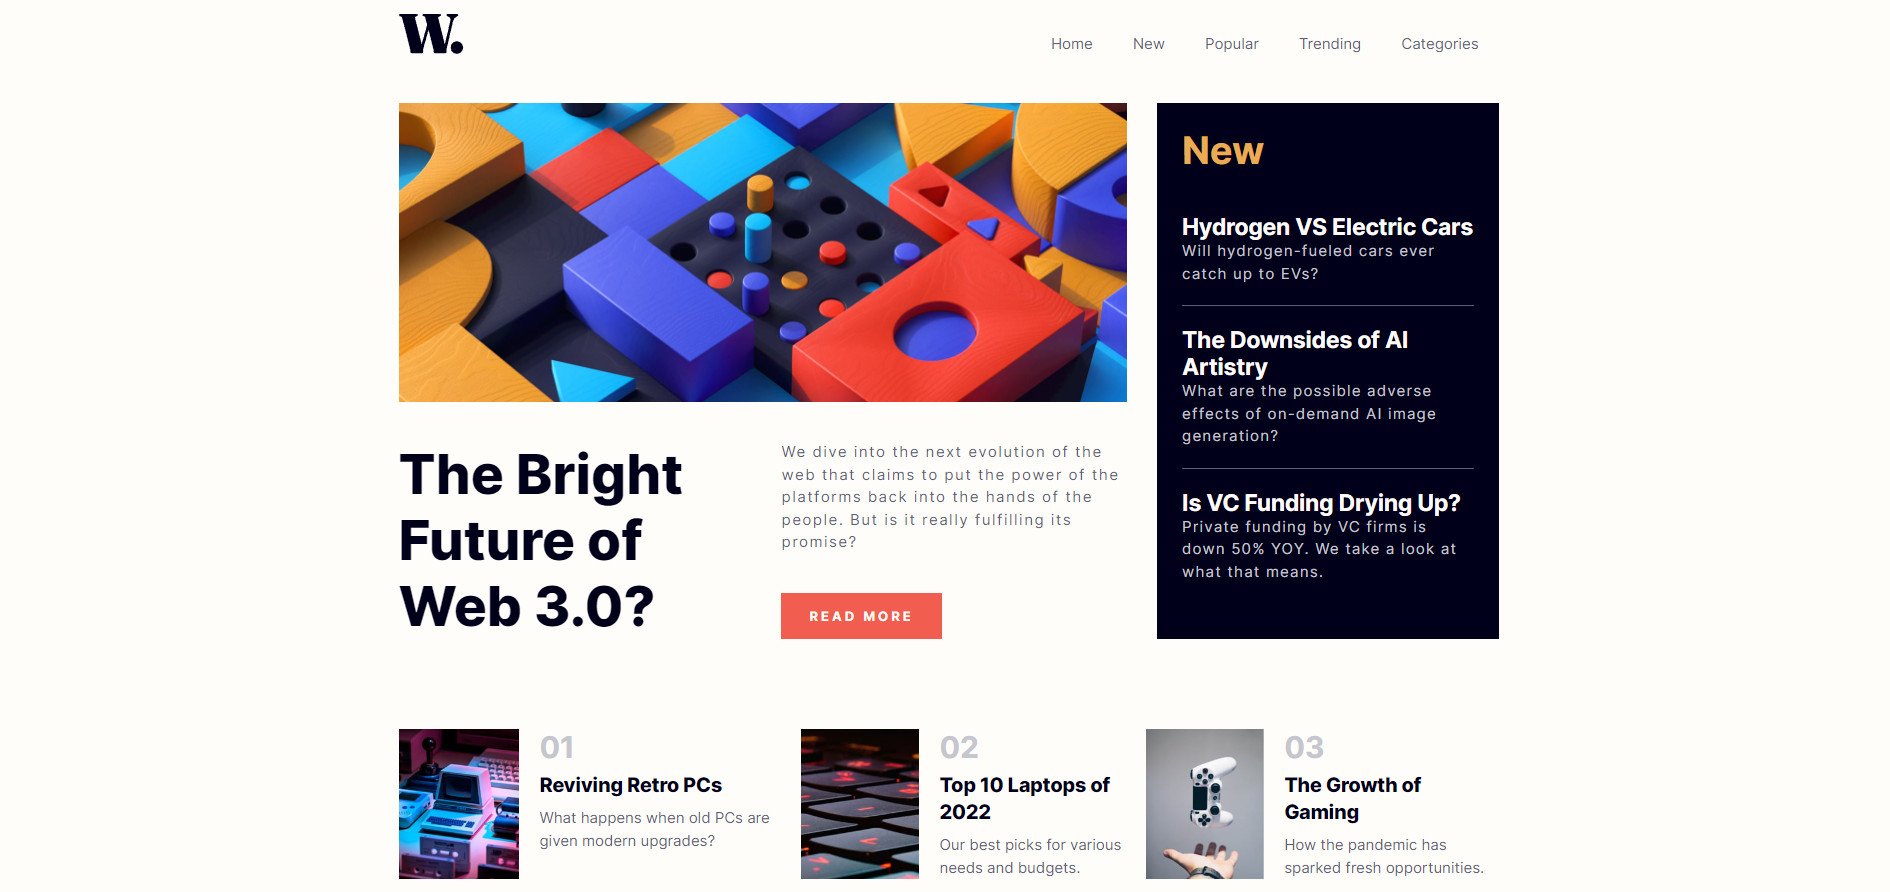 W.
Home New Popular Trending Categories
The Bright
Future of
Web 3.0?
We dive into the next evolution of the
web that claims to put the power of the
platforms back into the hands of the
people. But is it really fulfilling its
promise?
READ MORE
New
Hydrogen VS Electric Cars
Will hydrogen-fueled cars ever
catch up to EVs?
The Downsides of AI
Artistry
What are the possible adverse
effects of on-demand AI image
generation?
Is VC Funding Drying Up?
Private funding by VC firms is
down 50% YOY. We take a look at
what that means.
01
Reviving Retro PCs
What happens when old PCs are
given modern upgrades?
02
Top 10 Laptops of
2022
Our best picks for various
needs and budgets.
03
The Growth of
Gaming
How the pandemic has
sparked fresh opportunities.